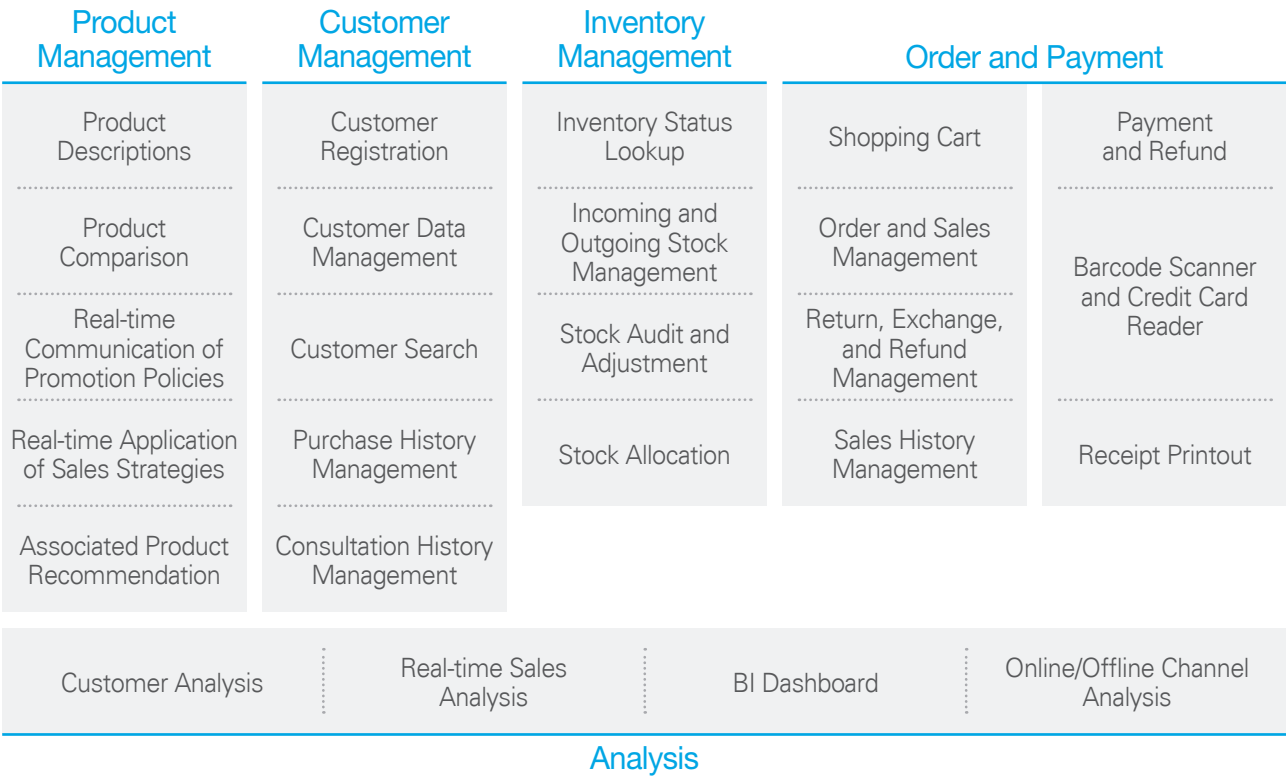 Product
Management
Customer
Management
Inventory
Management
Order and Payment
Product
Descriptions
Product
Comparison
Real-time
Communication of
Promotion Policies
Real-time Application
of Sales Strategies
Associated Product
Recommendation
Customer
Registration
Customer Data
Management
Customer Search
Purchase History
Management
Consultation History
Management
Inventory Status
Lookup
Incoming and
Outgoing Stock
Management
Stock Audit and
Adjustment
Stock Allocation
Shopping Cart
Order and Sales
Management
Return, Exchange,
and Refund
Management
Sales History
Management
Payment
and Refund
Barcode Scanner
and Credit Card
Reader
Receipt Printout
Customer Analysis
Real-time Sales
Analysis
BI Dashboard
Online/Offline Channel
Analysis
Analysis